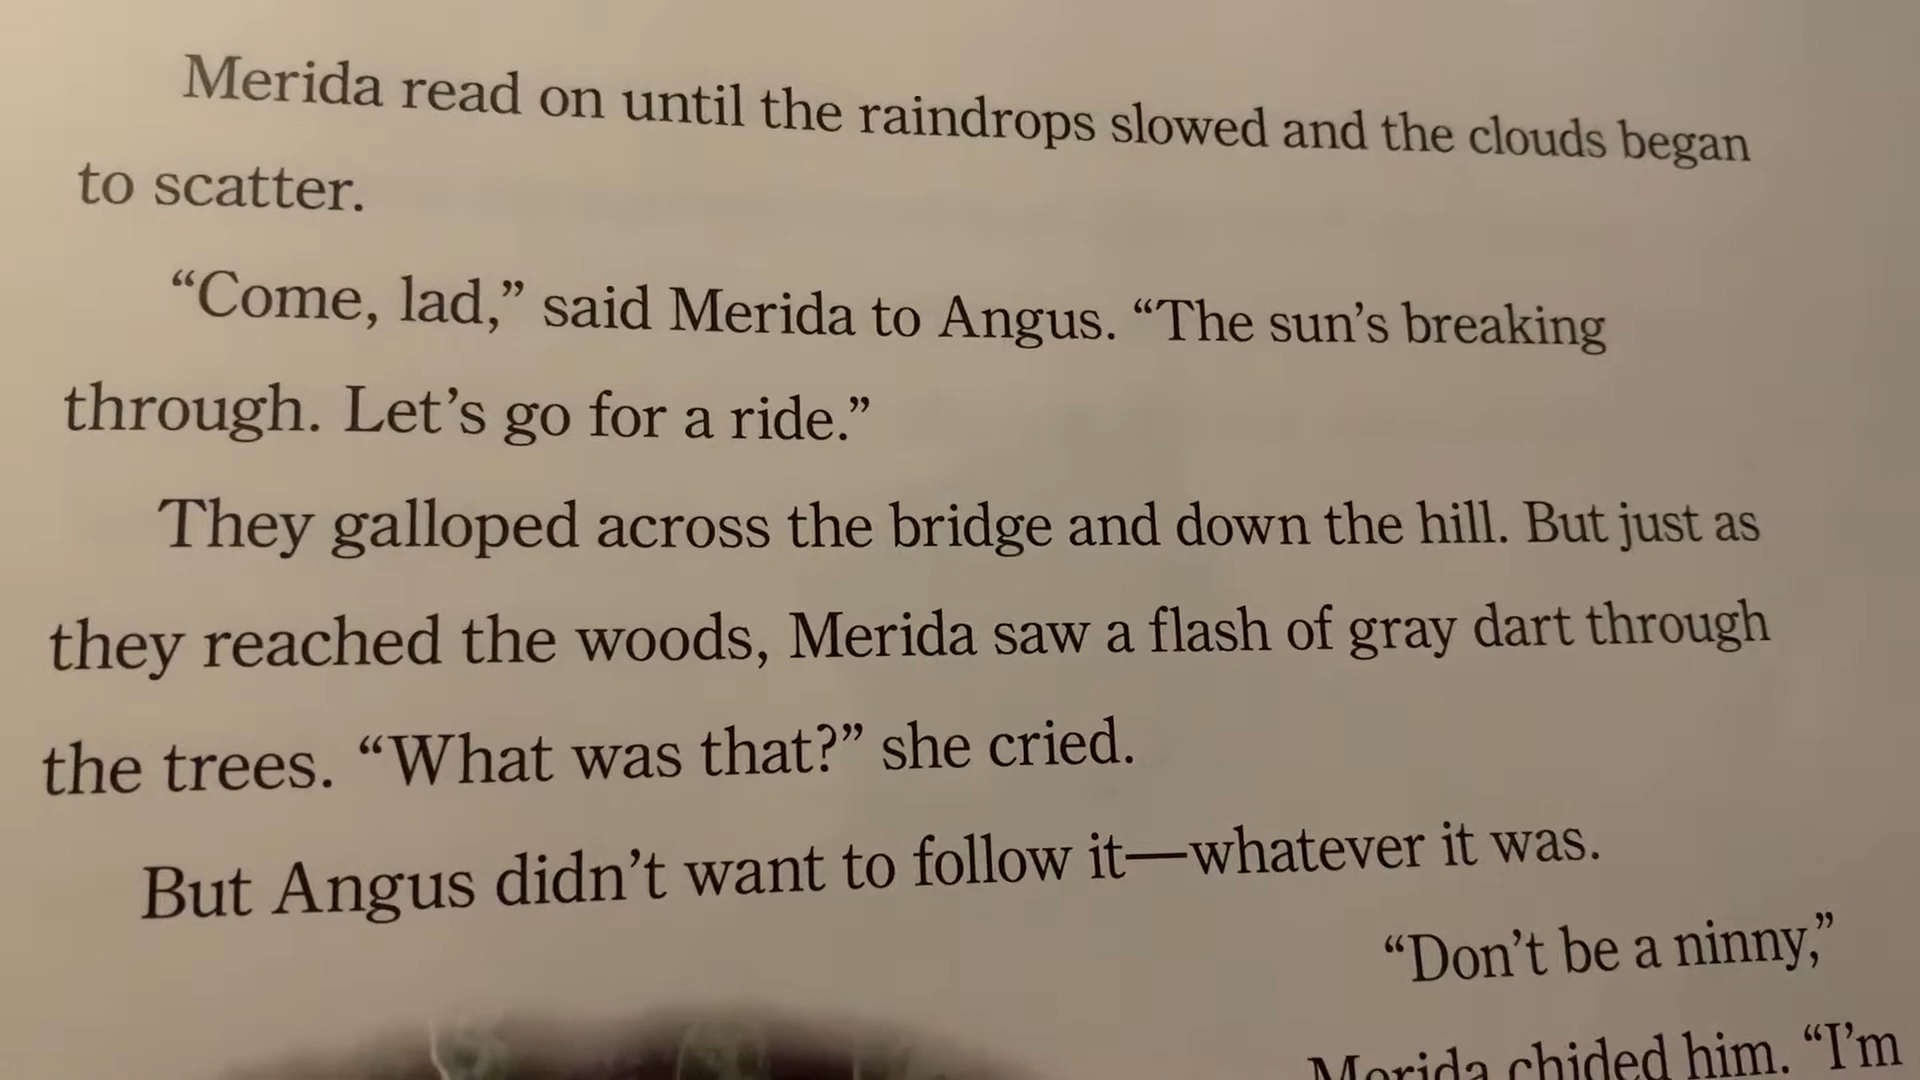 Merida read on until the raindrops slowed and the clouds began
to scatter.
“Come, lad,” said Merida to Angus. “The sun’s breaking
through. Let’s go for a ride.”
They galloped across the bridge and down the hill. But just as
they reached the woods, Merida saw a flash of gray dart through
the trees. “What was that?” she cried.
But Angus didn’t want to follow it—whatever it was.
“Don’t be a ninny,”
Merida chided him. “I’m